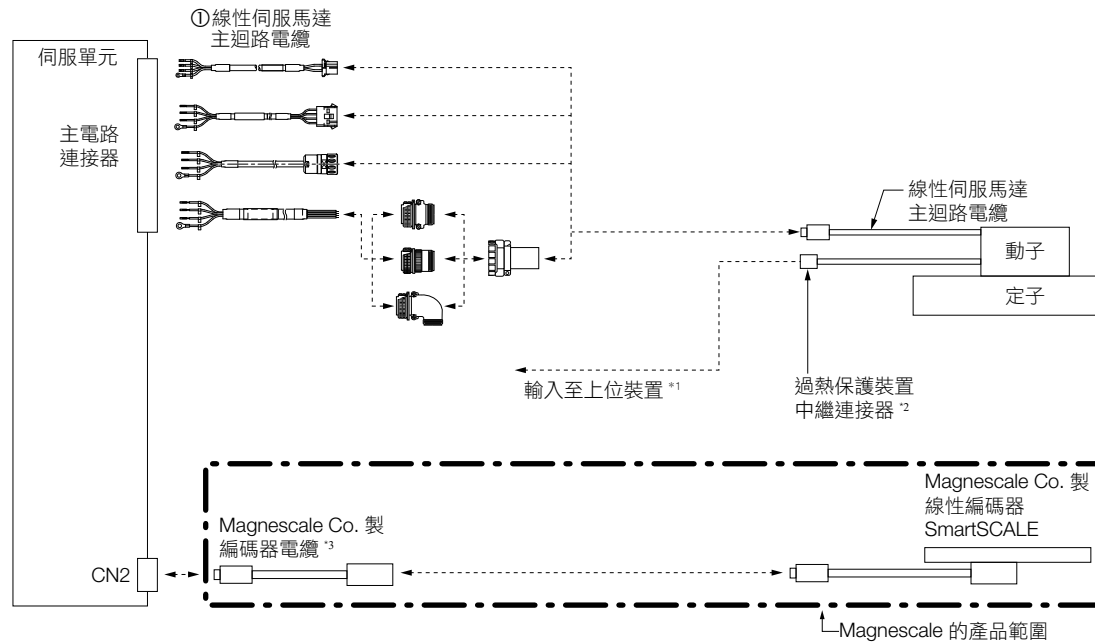 ①線性伺服馬達
主迴路電纜
伺服單元
主電路
連接器
線性伺服馬達
主迴路電纜
動子
定子
輸入至上位裝置 *1
過熱保護裝置
中繼連接器 *2
Magnescale Co. 製
線性編碼器
SmartSCALE
Magnescale Co. 製
編碼器電纜 *3
CN2
Magnescale 的產品範圍